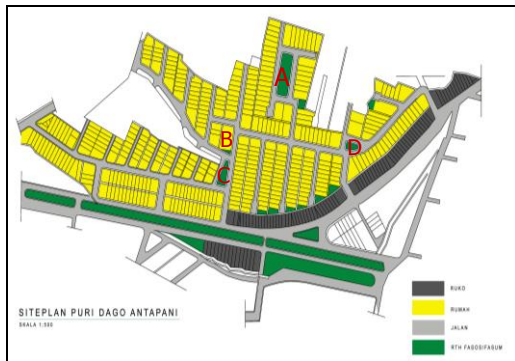 A
B
D
C
SITEPLAN PURI DAGO ANTAPANI
SKALA 1:500
RUKO
RUMAH
JALAN
RTH FASOS/FASUM